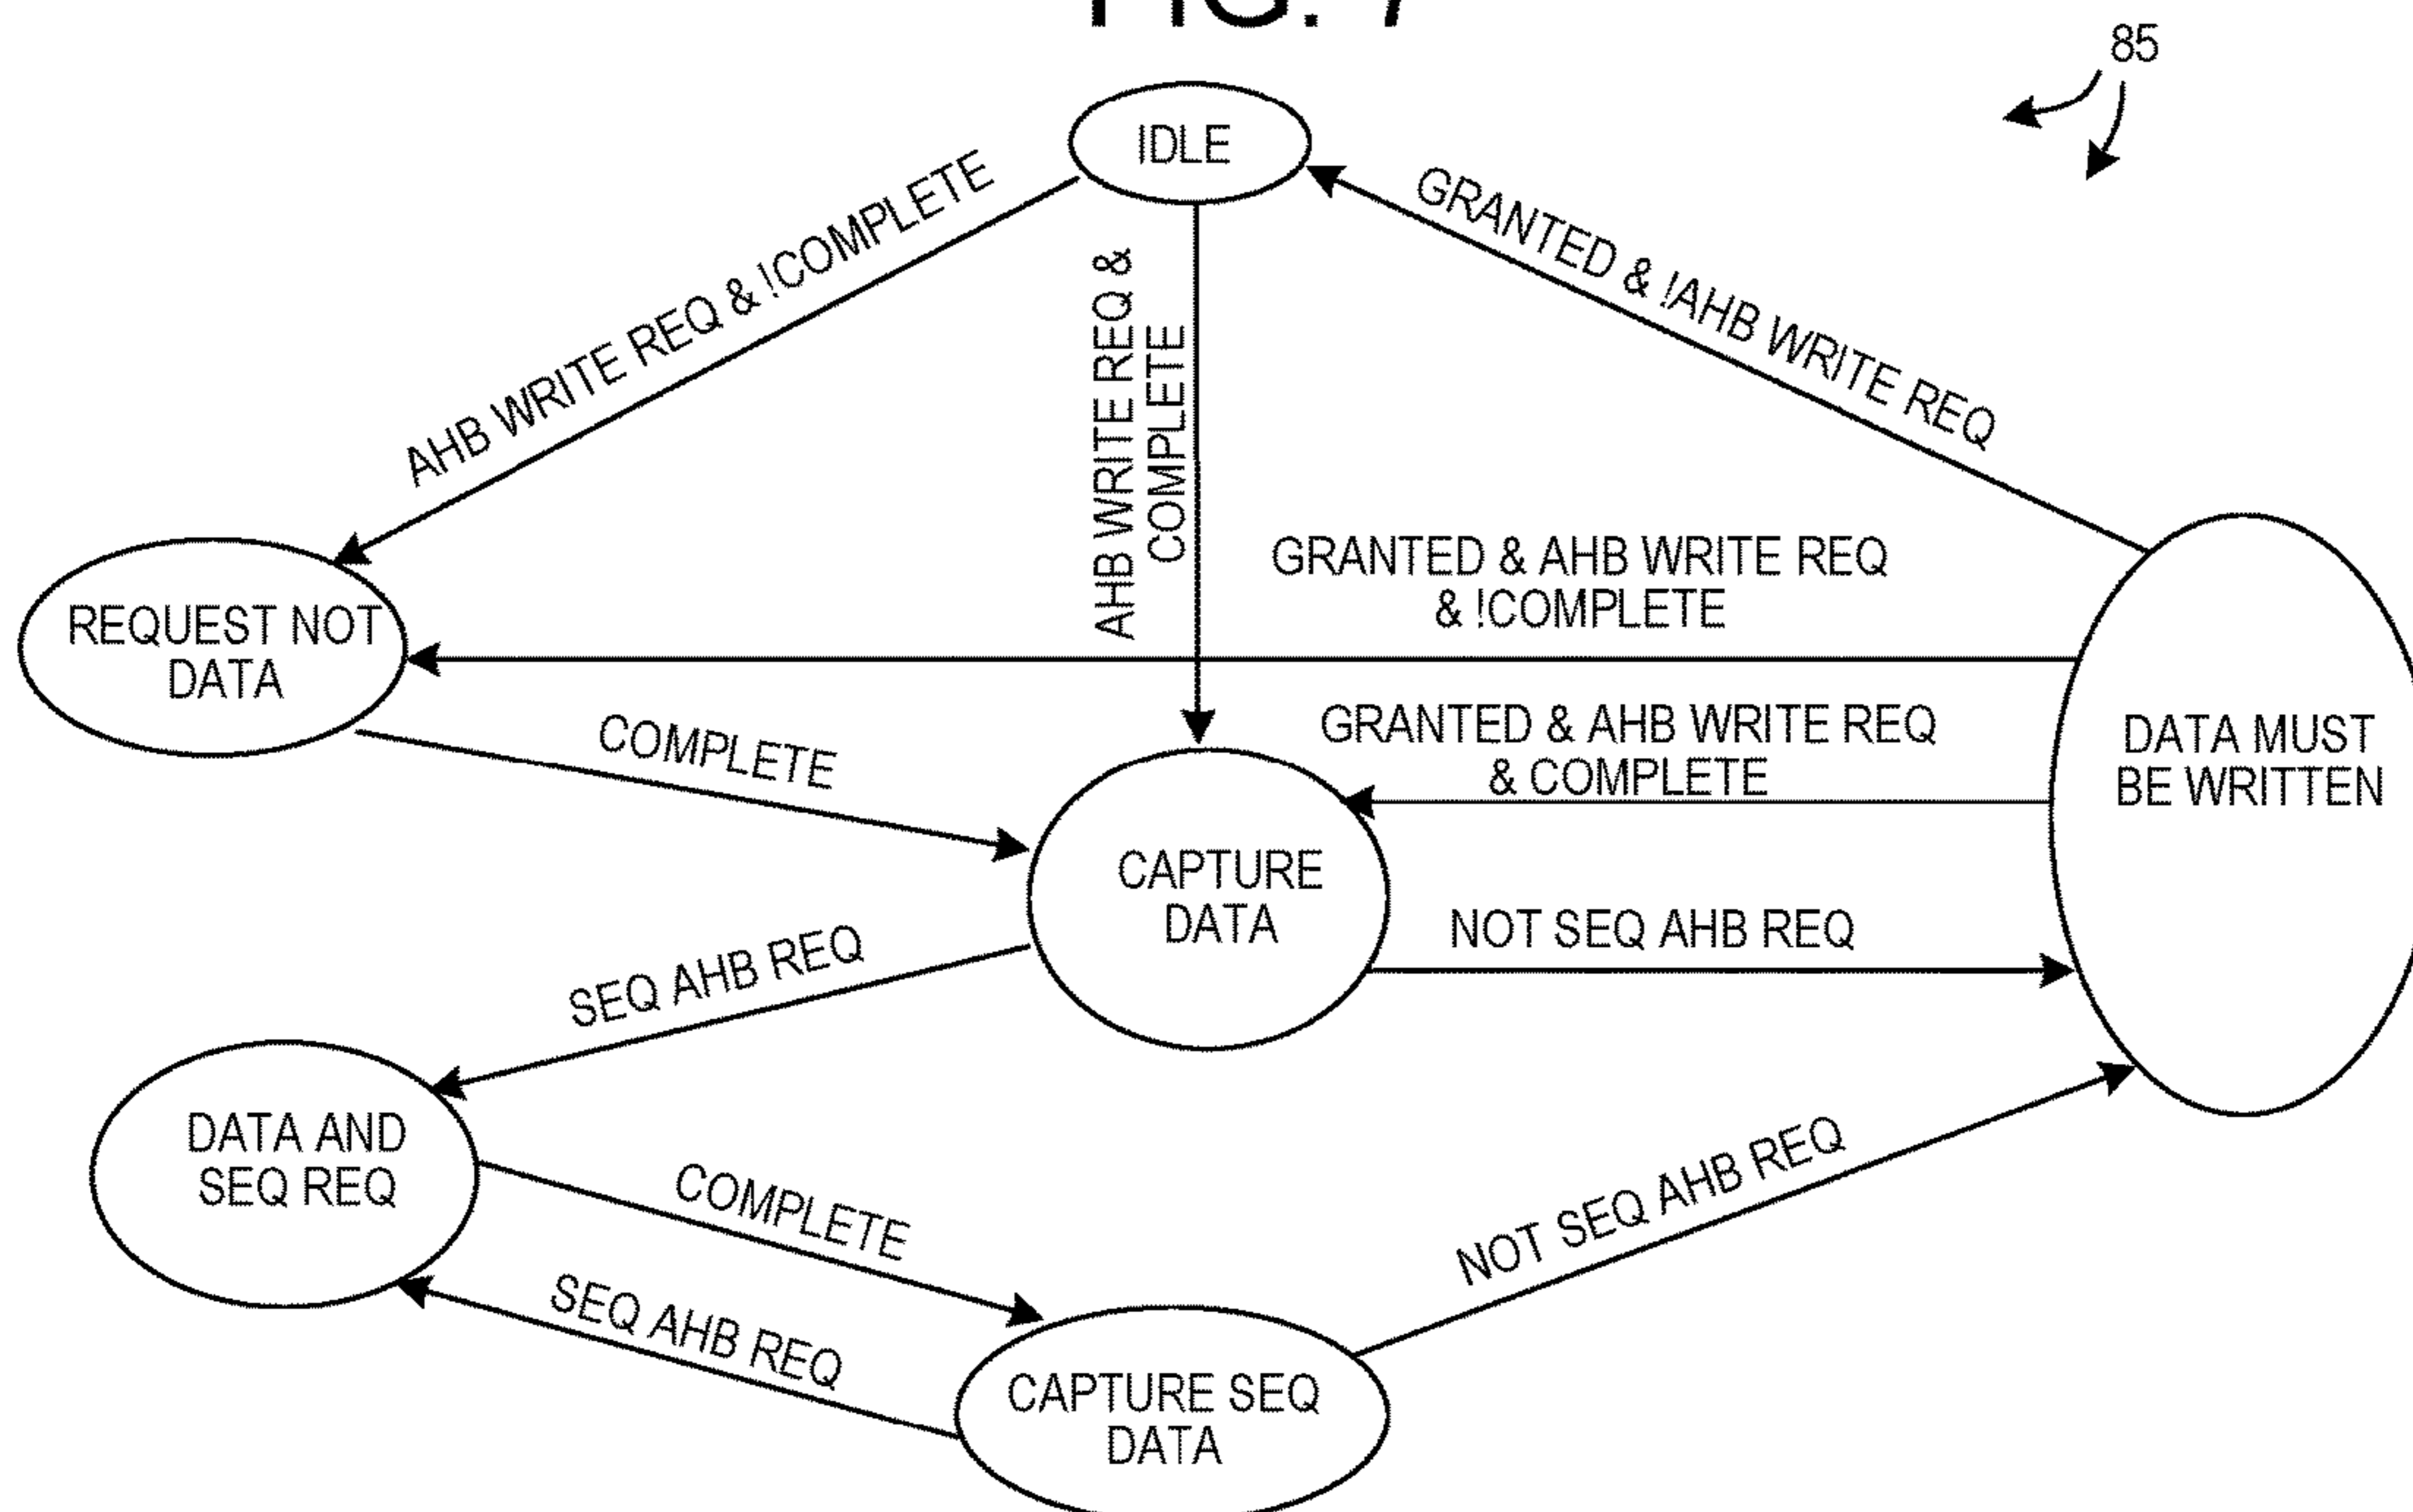 FIG. 7
85
IDLE
AHB WRITE REQ & !COMPLETE
AHB WRITE REQ &
COMPLETE
GRANTED & !AHB WRITE REQ
GRANTED & AHB WRITE REQ
& !COMPLETE
REQUEST NOT
DATA
COMPLETE
GRANTED & AHB WRITE REQ
& COMPLETE
DATA MUST
BE WRITTEN
CAPTURE
DATA
NOT SEQ AHB REQ
SEQ AHB REQ
DATA AND
SEQ REQ
COMPLETE
SEQ AHB REQ
NOT SEQ AHB REQ
CAPTURE SEQ
DATA